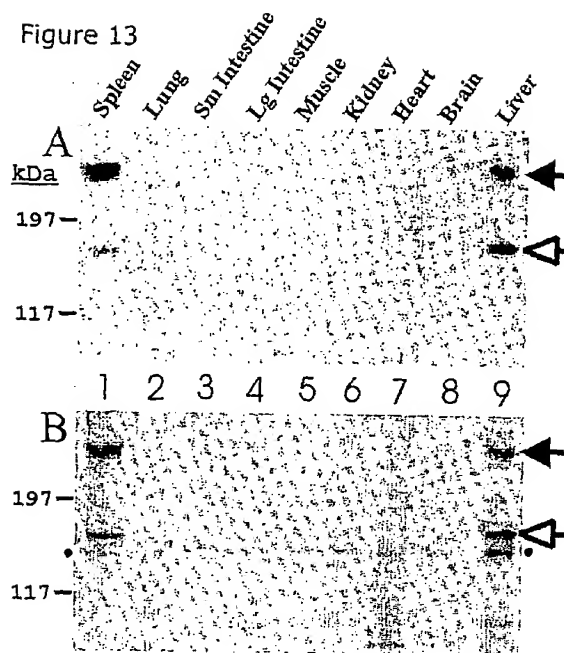 Figure 13
Spleen
Lung
Sm Intestine
Lg Intestine
Muscle
Kidney
Heart
Brain
Liver
A
kDa
197
117
1 2 3 4 5 6 7 8 9
B
197
117